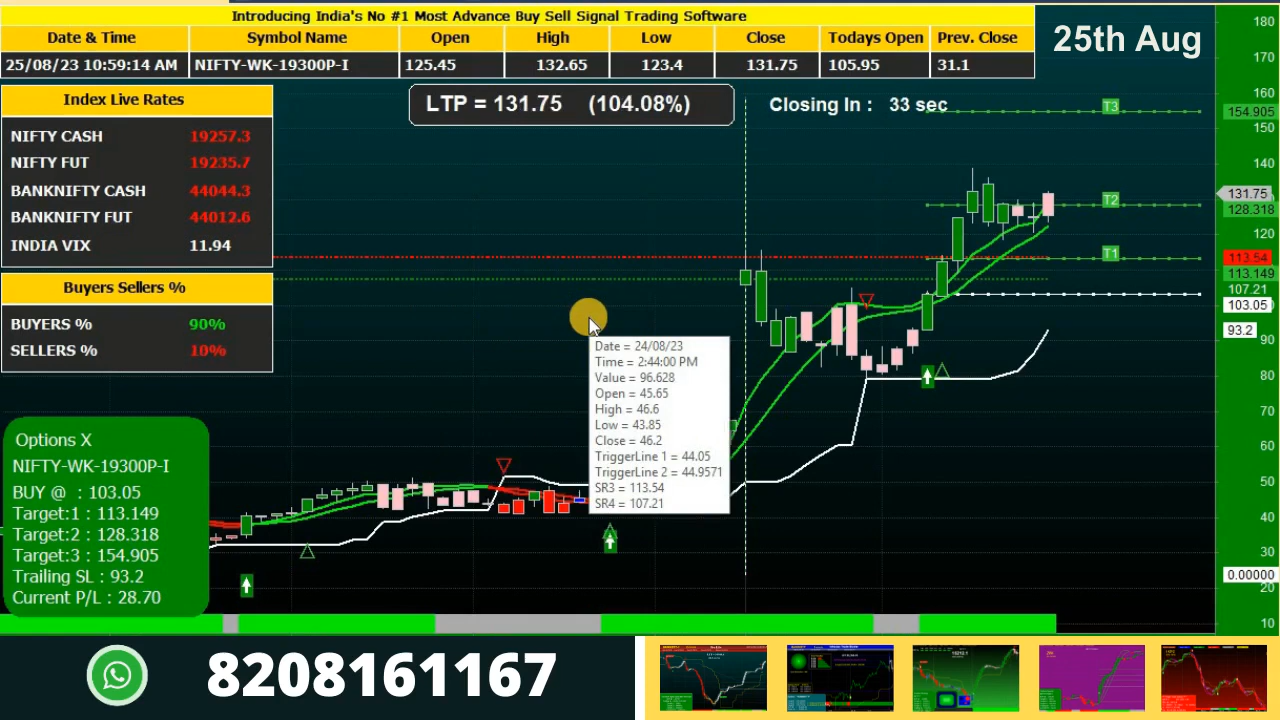 Introducing India's No #1 Most Advance Buy Sell Signal Trading Software
Date & Time Symbol Name Open High Low Close Todays Open Prev. Close
25/08/23 10:59:14 AM NIFTY-WK-19300P-I 125.45 132.65 123.4 131.75 105.95 31.1
25th Aug
Index Live Rates
NIFTY CASH 19257.3
NIFTY FUT 19235.7
BANKNIFTY CASH 44044.3
BANKNIFTY FUT 44012.6
INDIA VIX 11.94
Buyers Sellers %
BUYERS % 90%
SELLERS % 10%
LTP = 131.75 (104.08%)
Closing In : 33 sec
T3
T2
T1
Date = 24/08/23
Time = 2:44:00 PM
Value = 96.628
Open = 45.65
High = 46.6
Low = 43.85
Close = 46.2
TriggerLine 1 = 44.05
TriggerLine 2 = 44.9571
SR3 = 113.54
SR4 = 107.21
Options X
NIFTY-WK-19300P-I
BUY @ : 103.05
Target:1 : 113.149
Target:2 : 128.318
Target:3 : 154.905
Trailing SL : 93.2
Current P/L : 28.70
180
170
160
154.905
150
140
131.75
128.318
120
113.54
113.149
107.21
103.05
93.2
90
80
70
60
50
40
30
0.00000
20
10
8208161167